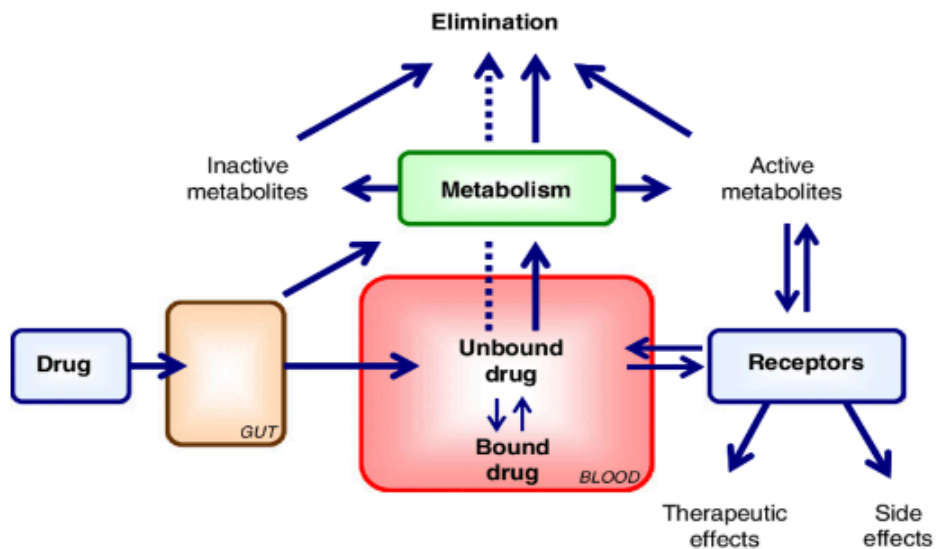 Elimination
Inactive
metabolites
Metabolism
Active
metabolites
Drug
GUT
Unbound
drug
Bound
drug
BLOOD
Receptors
Therapeutic
effects
Side
effects